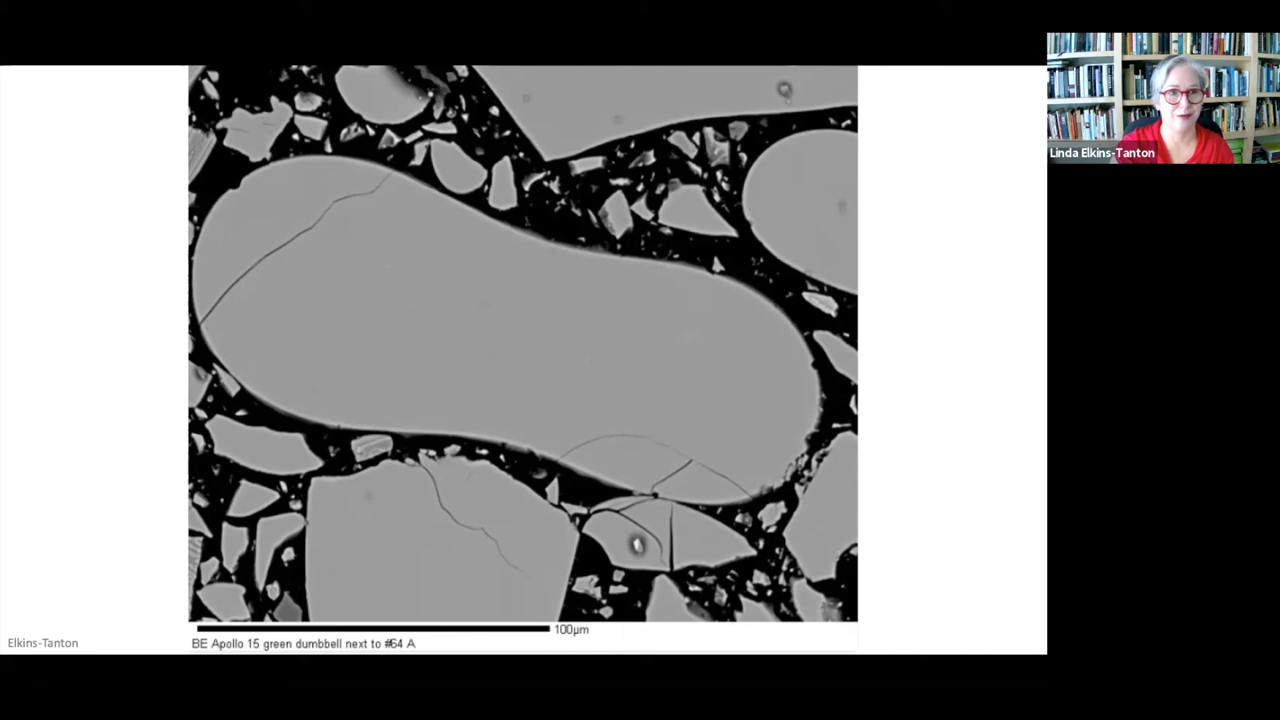 Linda Elkins-Tanton
100µm
BE Apollo 15 green dumbbell next to #64 A
Elkins-Tanton